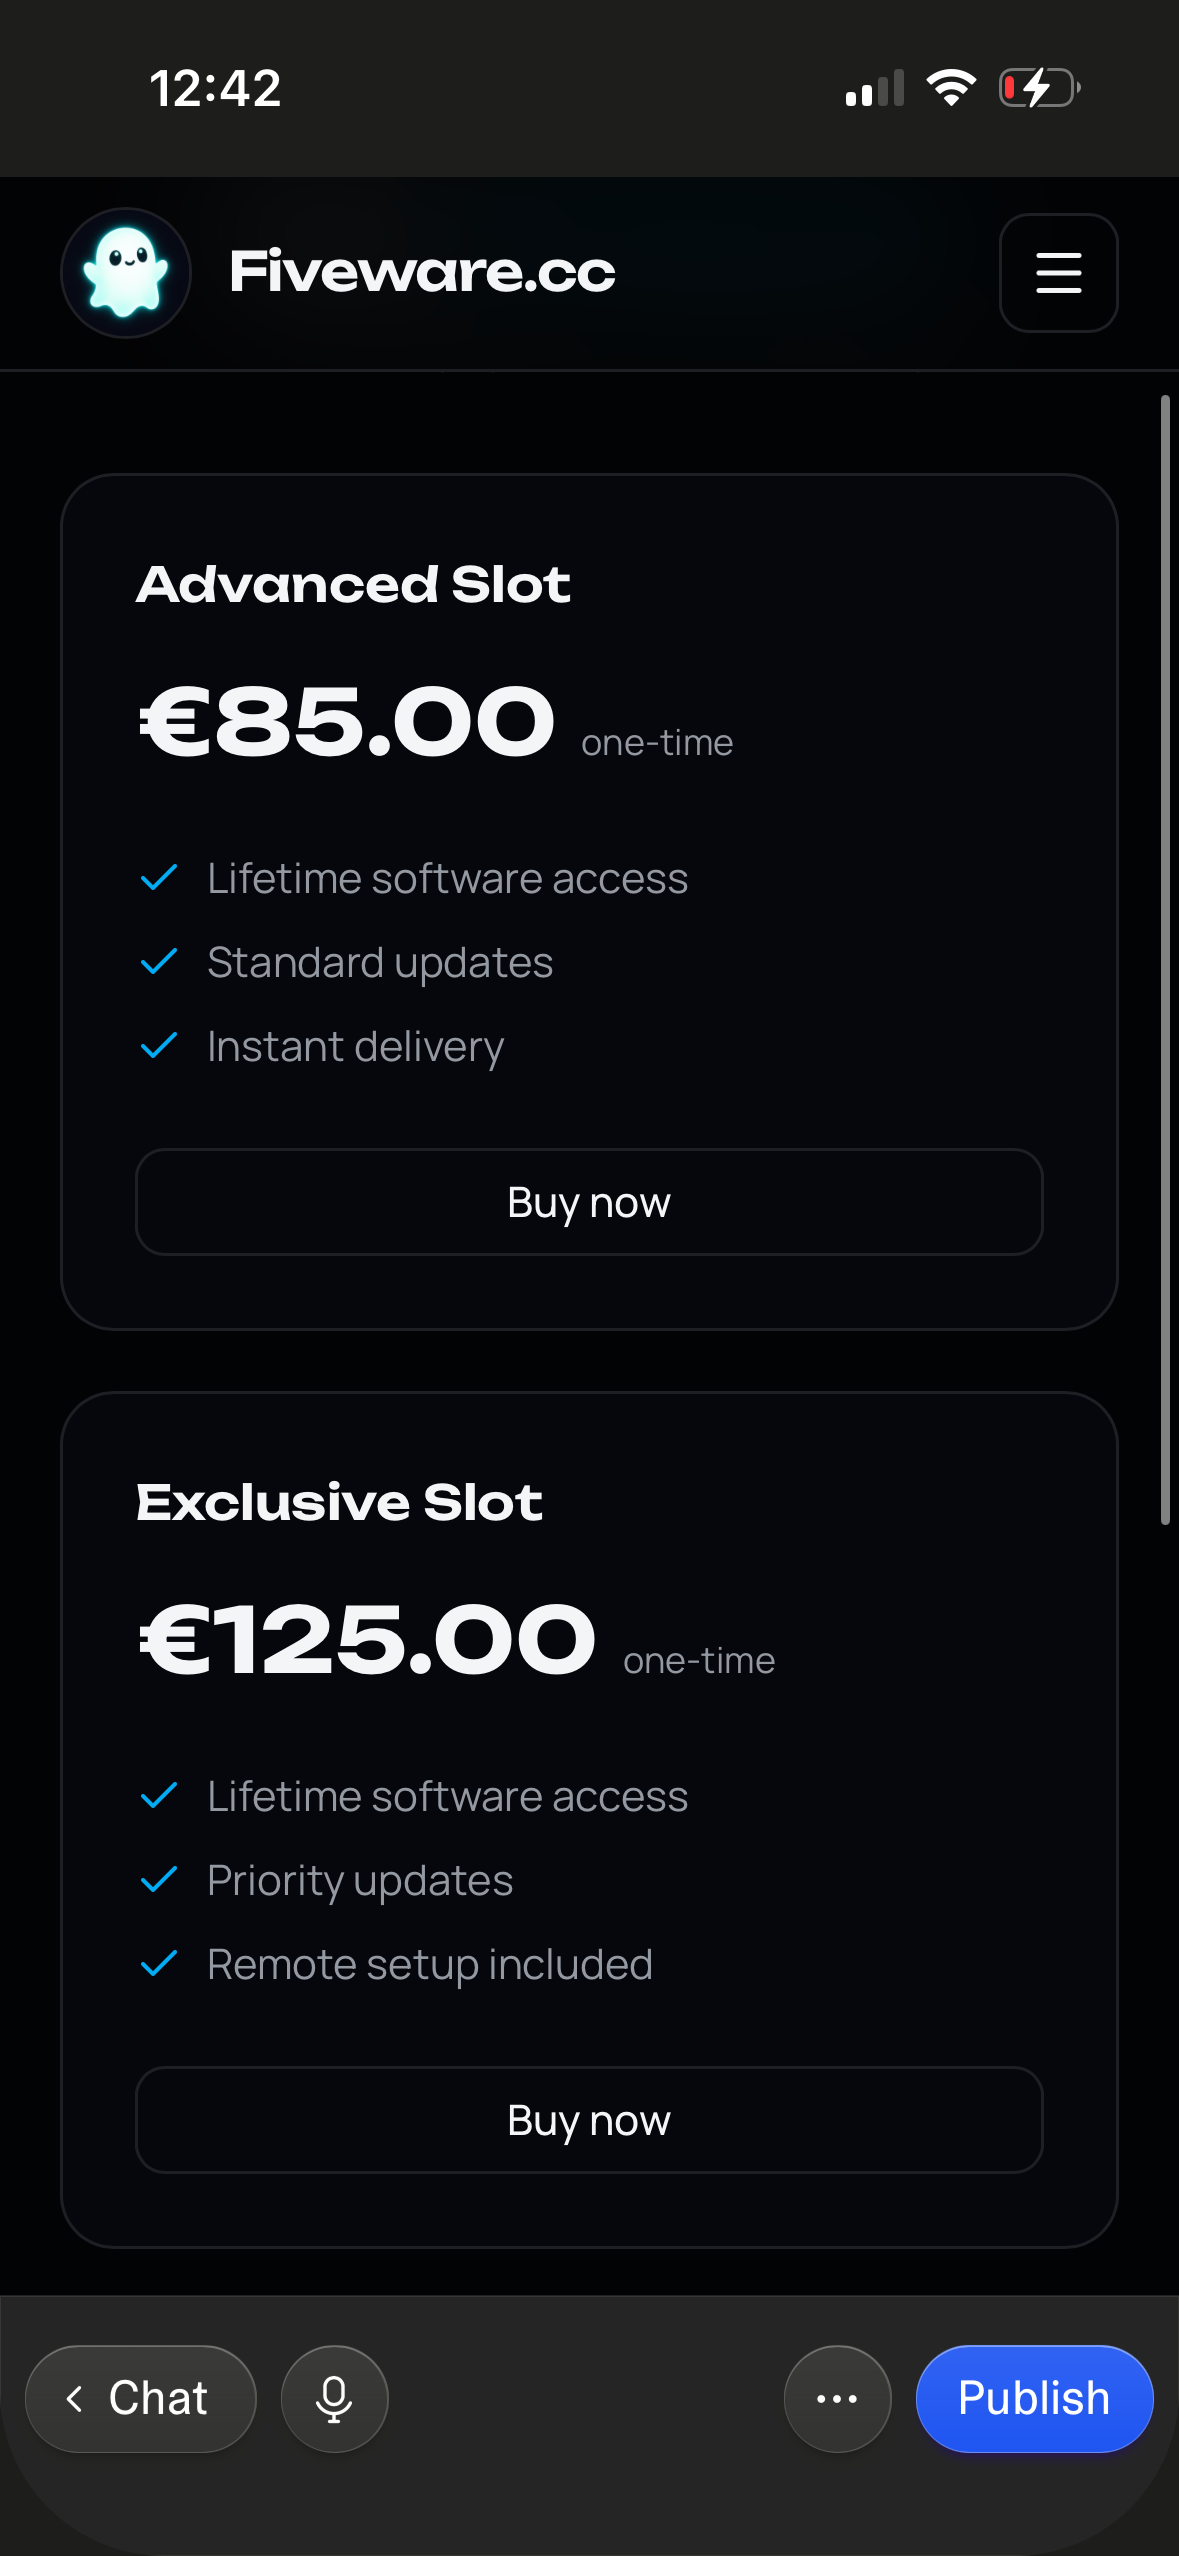 12:42
Fiveware.cc
Advanced Slot
€85.00 one-time
Lifetime software access
Standard updates
Instant delivery
Buy now
Exclusive Slot
€125.00 one-time
Lifetime software access
Priority updates
Remote setup included
Buy now
Chat
Publish